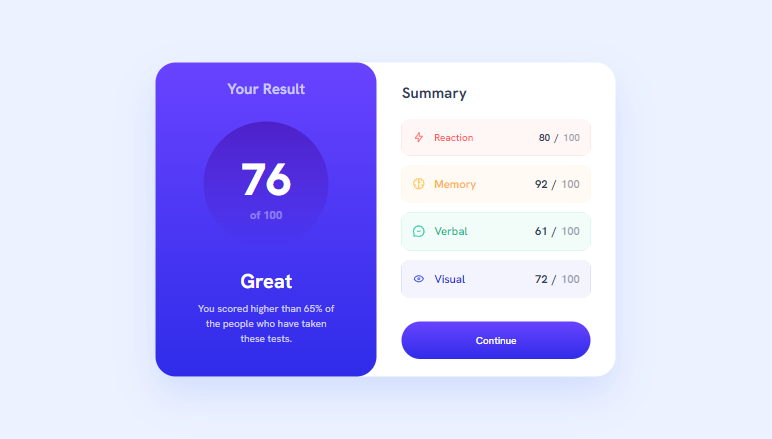 Your Result
76
of 100
Great
You scored higher than 65% of
the people who have taken
these tests.
Summary
Reaction 80 / 100
Memory 92 / 100
Verbal 61 / 100
Visual 72 / 100
Continue